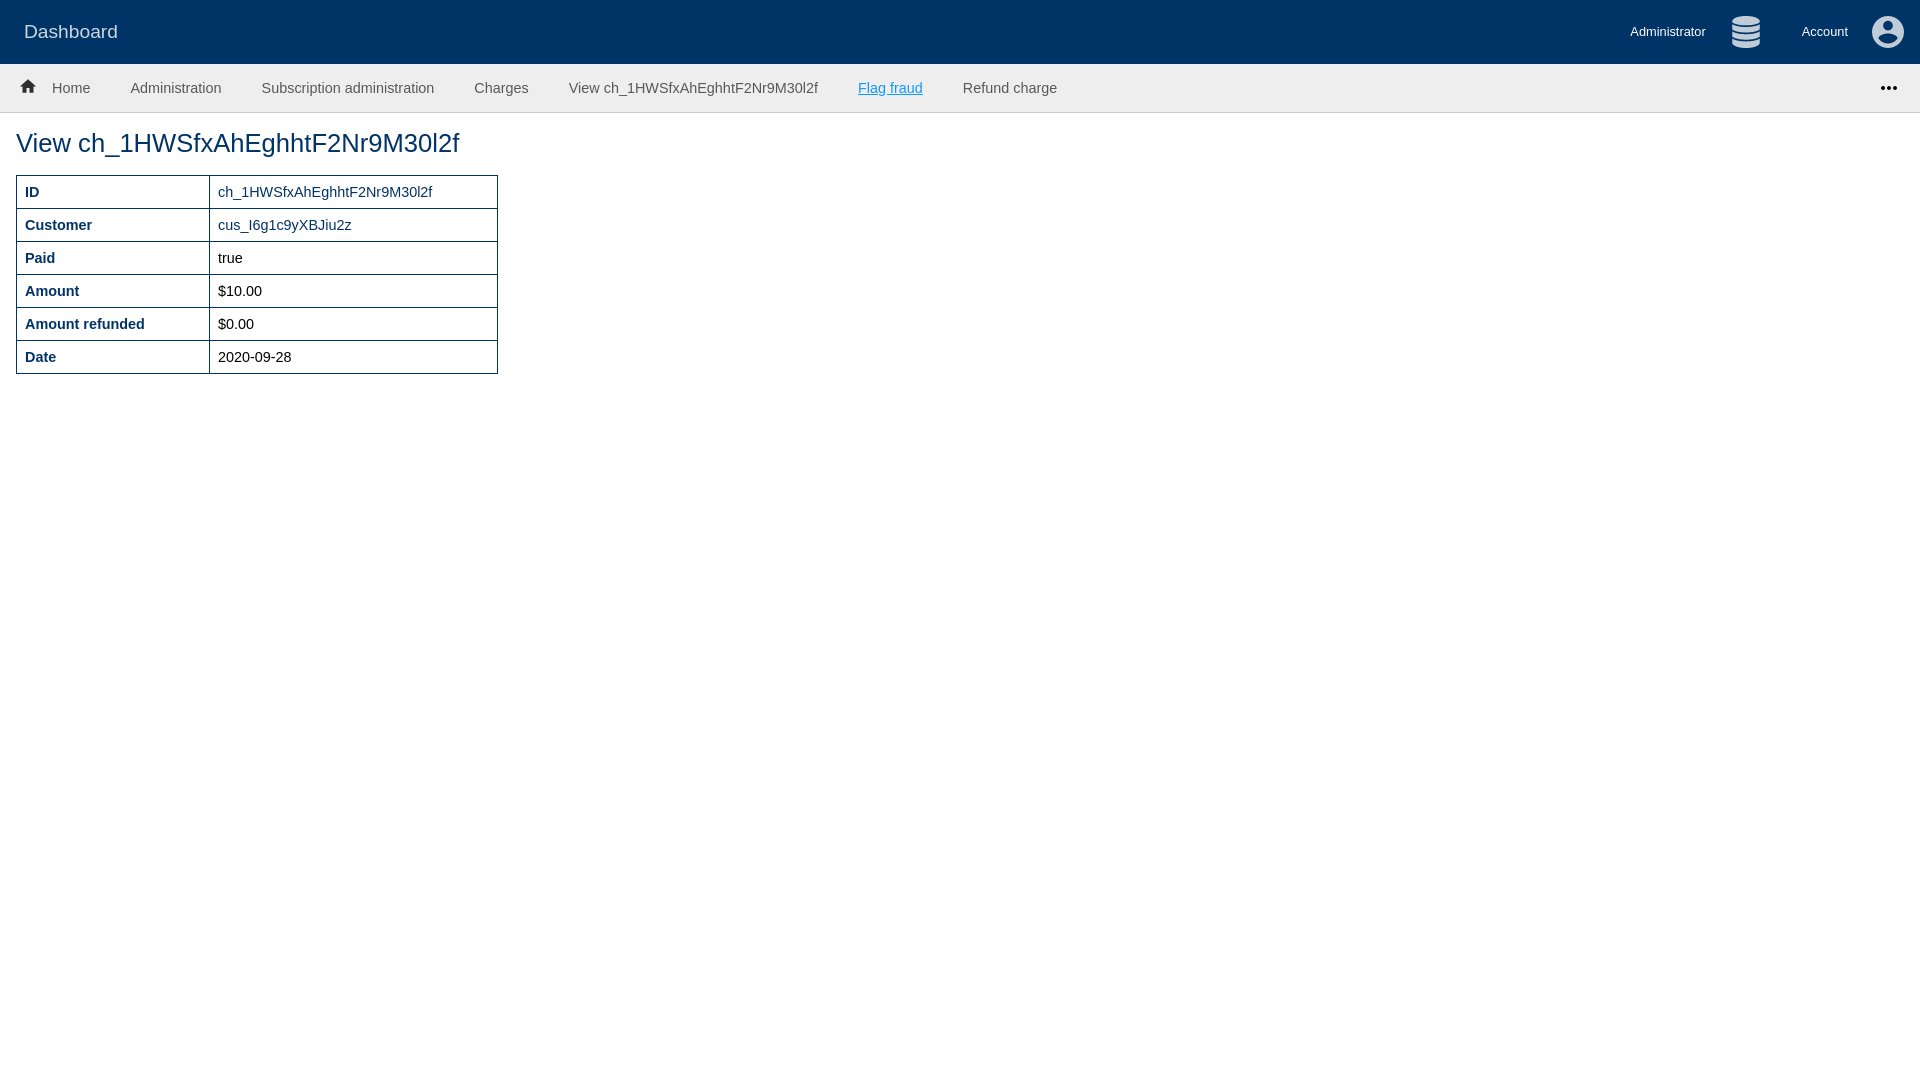 Dashboard
Administrator
Account
Home Administration Subscription administration Charges View ch_1HWSfxAhEghhtF2Nr9M30l2f Flag fraud Refund charge
View ch_1HWSfxAhEghhtF2Nr9M30l2f
ID ch_1HWSfxAhEghhtF2Nr9M30l2f
Customer cus_I6g1c9yXBJiu2z
Paid true
Amount $10.00
Amount refunded $0.00
Date 2020-09-28